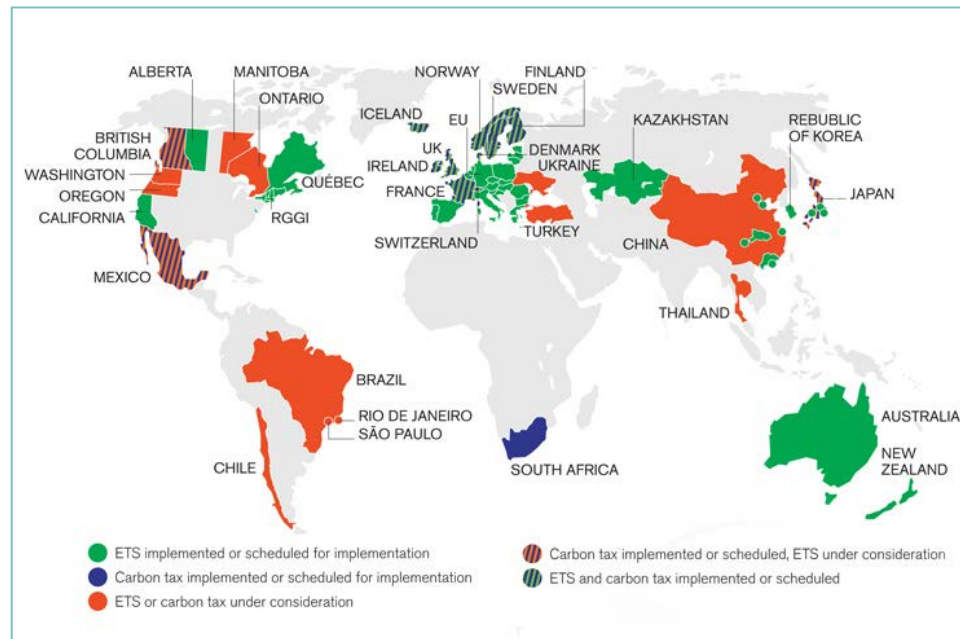 ALBERTA
MANITOBA
ONTARIO
BRITISH
COLUMBIA
WASHINGTON
OREGON
CALIFORNIA
QUÉBEC
RGGI
MEXICO
NORWAY
FINLAND
SWEDEN
ICELAND
EU
UK
IRELAND
FRANCE
DENMARK
UKRAINE
SWITZERLAND
TURKEY
KAZAKHSTAN
REPUBLIC
OF KOREA
JAPAN
CHINA
THAILAND
BRAZIL
RIO DE JANEIRO
SÃO PAULO
CHILE
SOUTH AFRICA
AUSTRALIA
NEW
ZEALAND
ETS implemented or scheduled for implementation
Carbon tax implemented or scheduled for implementation
ETS or carbon tax under consideration
Carbon tax implemented or scheduled, ETS under consideration
ETS and carbon tax implemented or scheduled